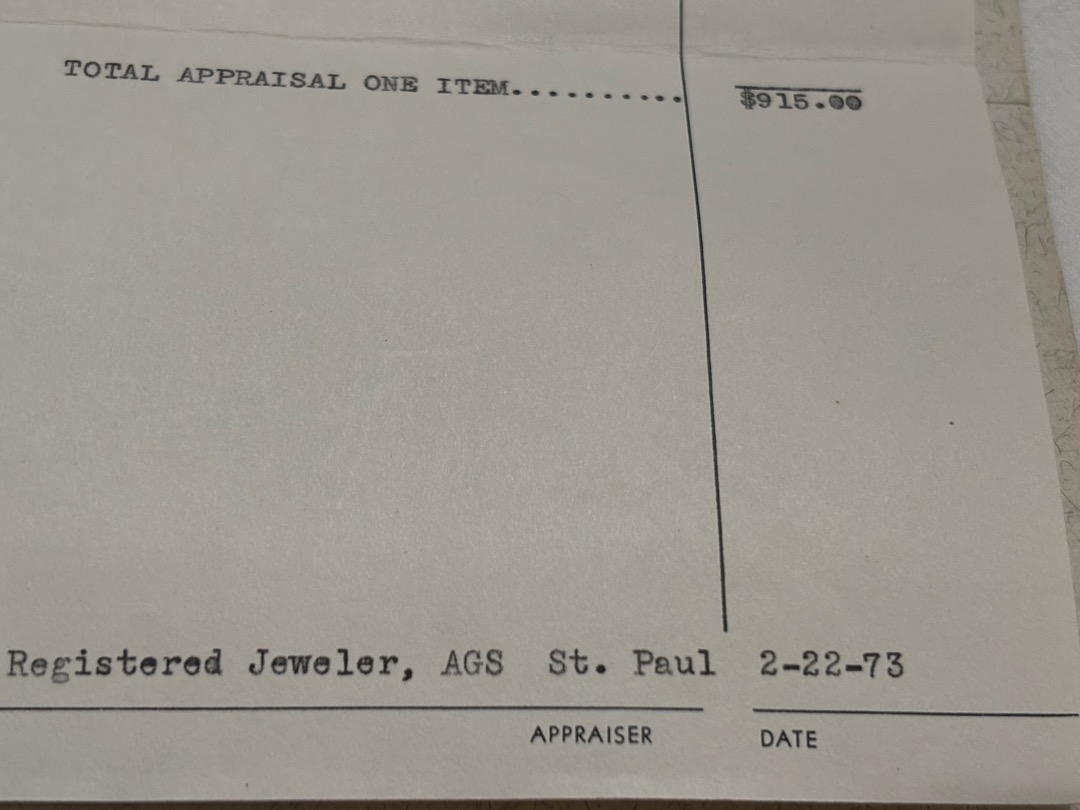 TOTAL APPRAISAL ONE ITEM.......... $915.00
Registered Jeweler, AGS St. Paul 2-22-73
APPRAISER DATE